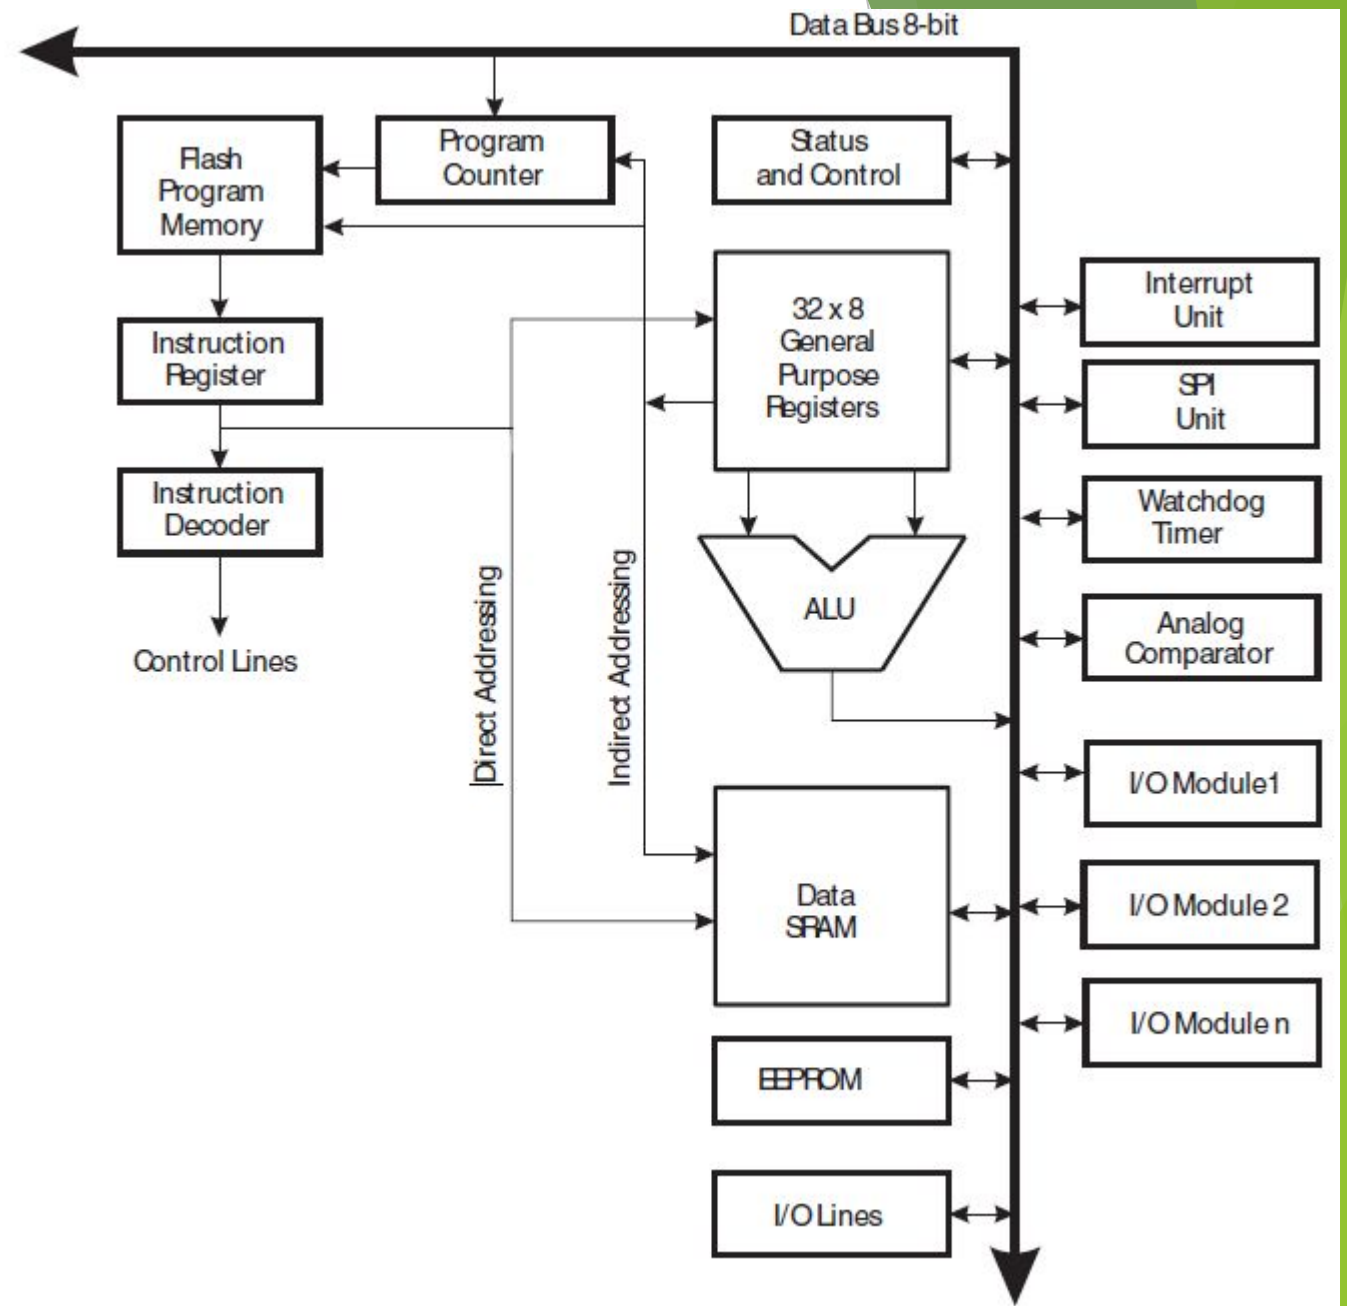 Data Bus 8-bit
Flash
Program
Memory
Program
Counter
Status
and Control
Instruction
Register
32 x 8
General
Purpose
Registers
Interrupt
Unit
SPI
Unit
Instruction
Decoder
Watchdog
Timer
Control Lines
Direct Addressing
Indirect Addressing
ALU
Analog
Comparator
I/O Module1
Data
SRAM
I/O Module 2
I/O Module n
EEPROM
I/O Lines